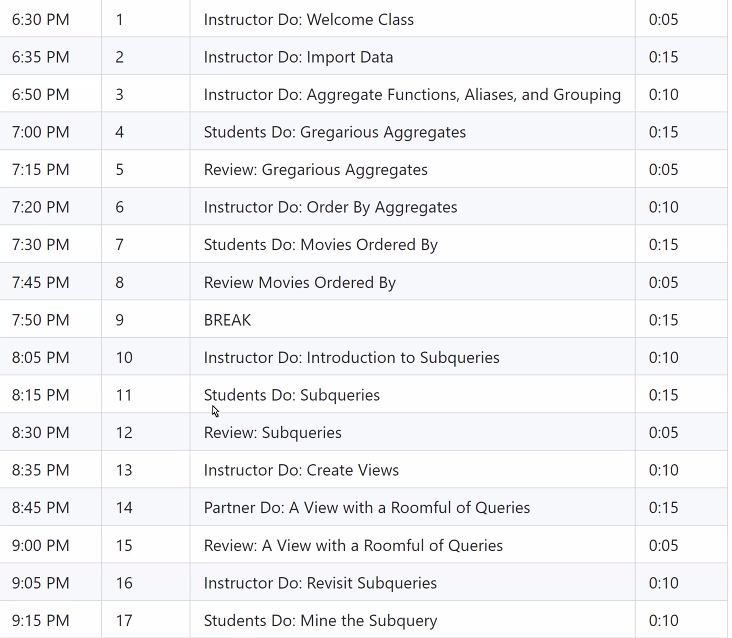 6:30 PM 1 Instructor Do: Welcome Class 0:05
6:35 PM 2 Instructor Do: Import Data 0:15
6:50 PM 3 Instructor Do: Aggregate Functions, Aliases, and Grouping 0:10
7:00 PM 4 Students Do: Gregarious Aggregates 0:15
7:15 PM 5 Review: Gregarious Aggregates 0:05
7:20 PM 6 Instructor Do: Order By Aggregates 0:10
7:30 PM 7 Students Do: Movies Ordered By 0:15
7:45 PM 8 Review Movies Ordered By 0:05
7:50 PM 9 BREAK 0:15
8:05 PM 10 Instructor Do: Introduction to Subqueries 0:10
8:15 PM 11 Students Do: Subqueries 0:15
8:30 PM 12 Review: Subqueries 0:05
8:35 PM 13 Instructor Do: Create Views 0:10
8:45 PM 14 Partner Do: A View with a Roomful of Queries 0:15
9:00 PM 15 Review: A View with a Roomful of Queries 0:05
9:05 PM 16 Instructor Do: Revisit Subqueries 0:10
9:15 PM 17 Students Do: Mine the Subquery 0:10